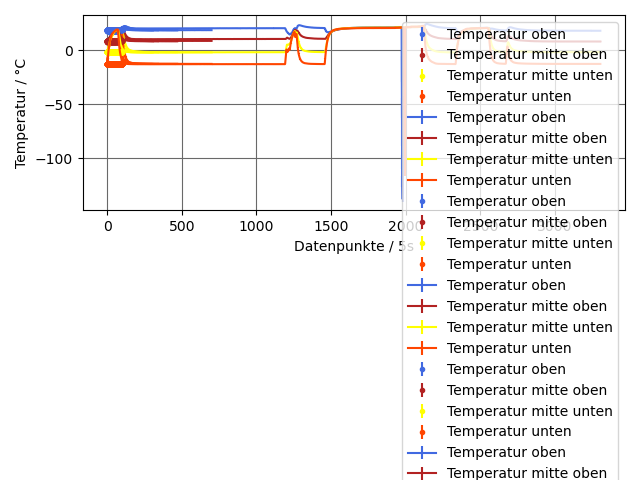 Temperatur / °C
0
−50
−100
0
500
1000
1500
2000
2500
3000
Datenpunkte / 5s
Temperatur oben
Temperatur mitte oben
Temperatur mitte unten
Temperatur unten
Temperatur oben
Temperatur mitte oben
Temperatur mitte unten
Temperatur unten
Temperatur oben
Temperatur mitte oben
Temperatur mitte unten
Temperatur unten
Temperatur oben
Temperatur mitte oben
Temperatur mitte unten
Temperatur unten
Temperatur oben
Temperatur mitte oben
Temperatur mitte unten
Temperatur unten
Temperatur oben
Temperatur mitte oben